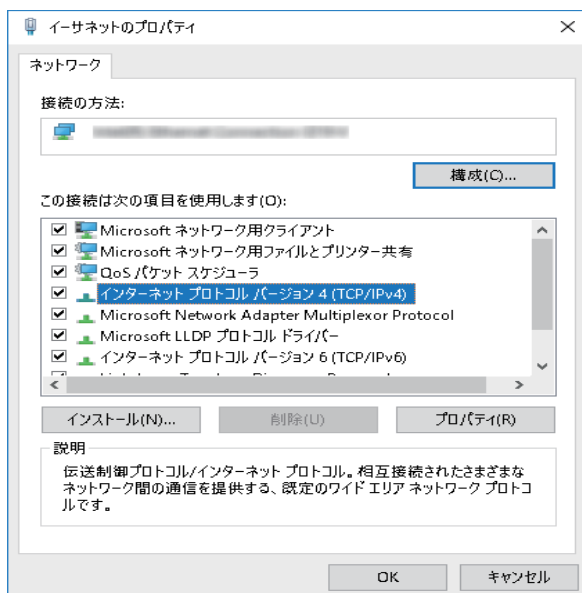 イーサネットのプロパティ
ネットワーク
接続の方法:
構成(C)...
この接続は次の項目を使用します(O):
Microsoft ネットワーク用クライアント
Microsoft ネットワーク用ファイルとプリンター共有
QoS パケット スケジューラ
インターネット プロトコル バージョン 4 (TCP/IPv4)
Microsoft Network Adapter Multiplexor Protocol
Microsoft LLDP プロトコル ドライバー
インターネット プロトコル バージョン 6 (TCP/IPv6)
インストール(N)...
削除(U)
プロパティ(R)
説明
伝送制御プロトコル/インターネット プロトコル。相互接続されたさまざまな
ネットワーク間の通信を提供する、既定のワイド エリア ネットワーク プロトコ
ルです。
OK
キャンセル